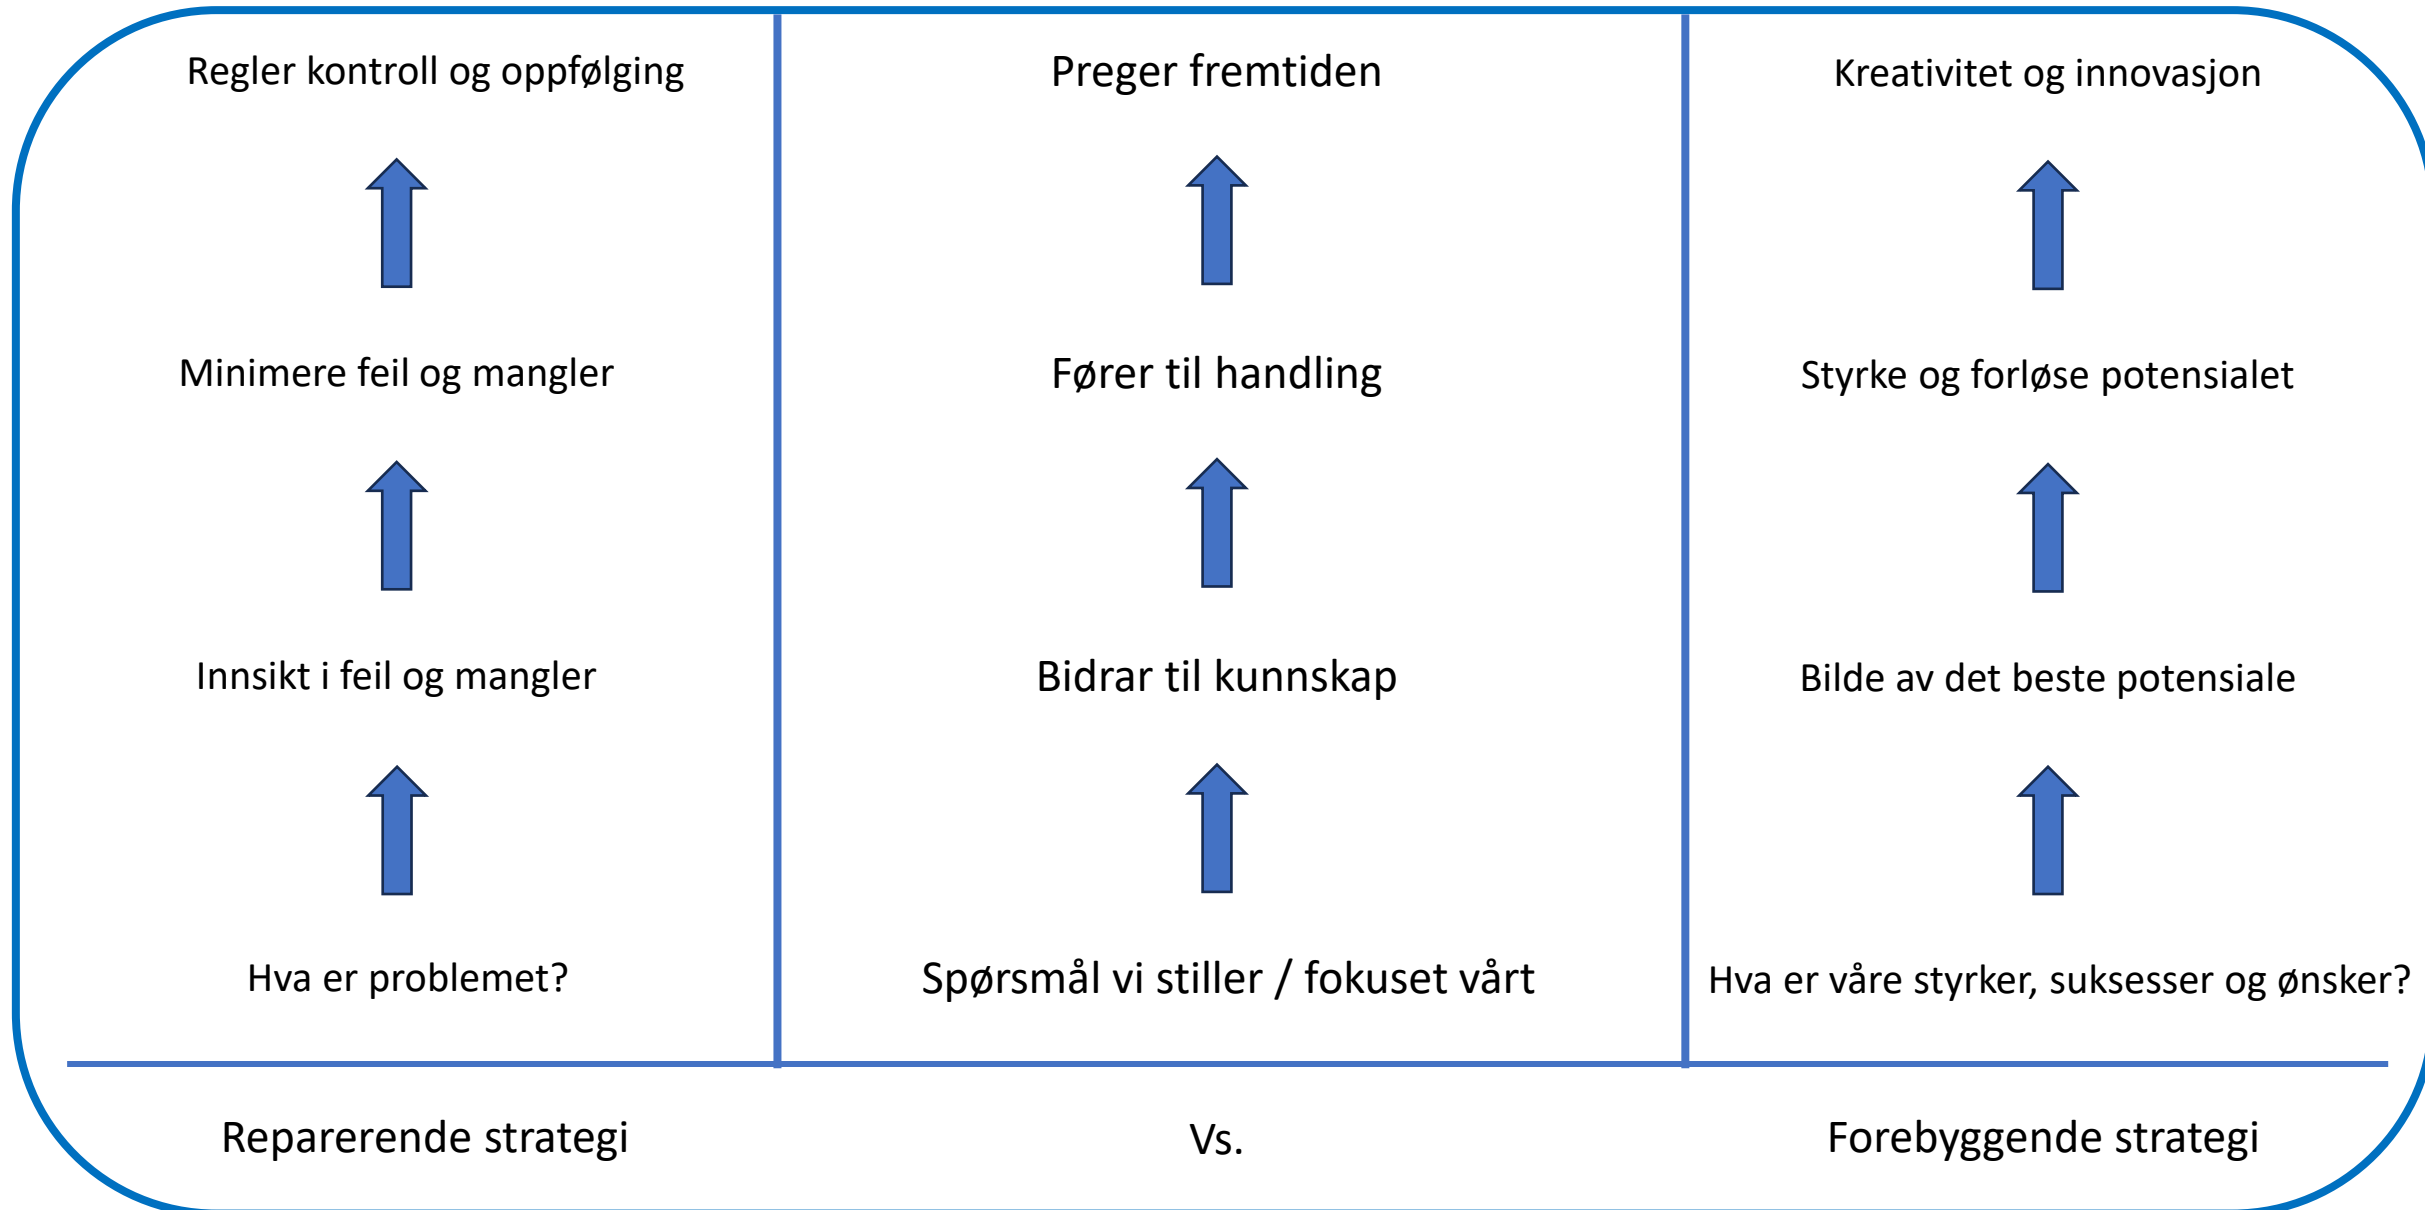 Regler kontroll og oppfølging
Preger fremtiden
Kreativitet og innovasjon
Minimere feil og mangler
Fører til handling
Styrke og forløse potensialet
Innsikt i feil og mangler
Bidrar til kunnskap
Bilde av det beste potensiale
Hva er problemet?
Spørsmål vi stiller / fokuset vårt
Hva er våre styrker, suksesser og ønsker?
Reparerende strategi
Vs.
Forebyggende strategi